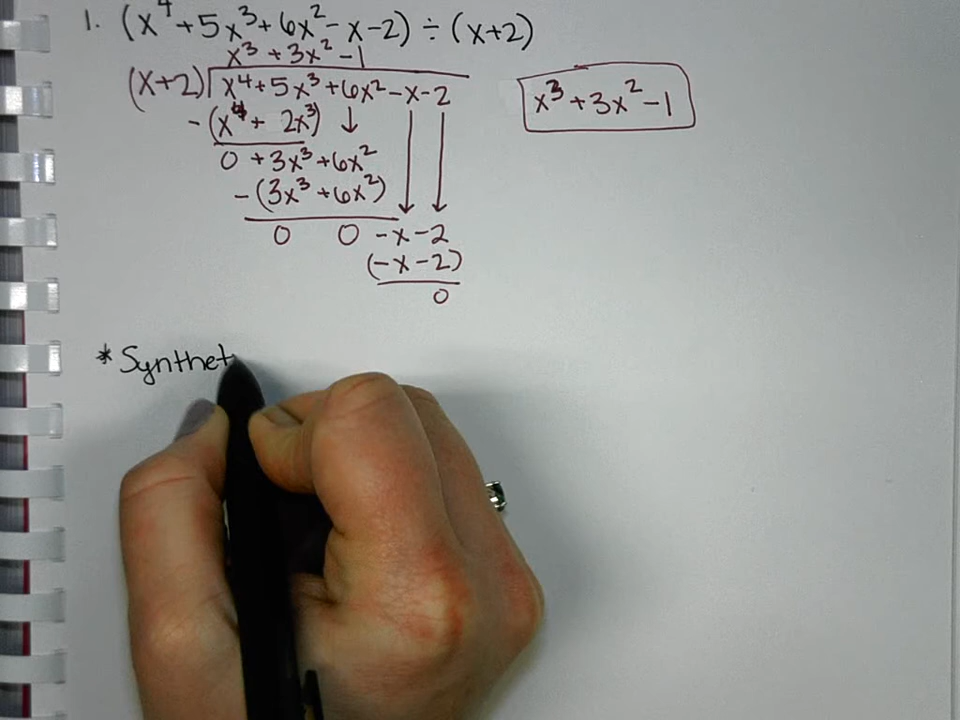 1. (x⁴+5x³+6x²-x-2) ÷ (x+2)
x³ +3x² -1
(x+2) x⁴+5x³+6x²-x-2
x³+3x²-1
-(x⁴+ 2x³) ↓
0 +3x³+6x²
-(3x³+6x²)
0 0 -x-2
(-x-2)
0
* Synthet